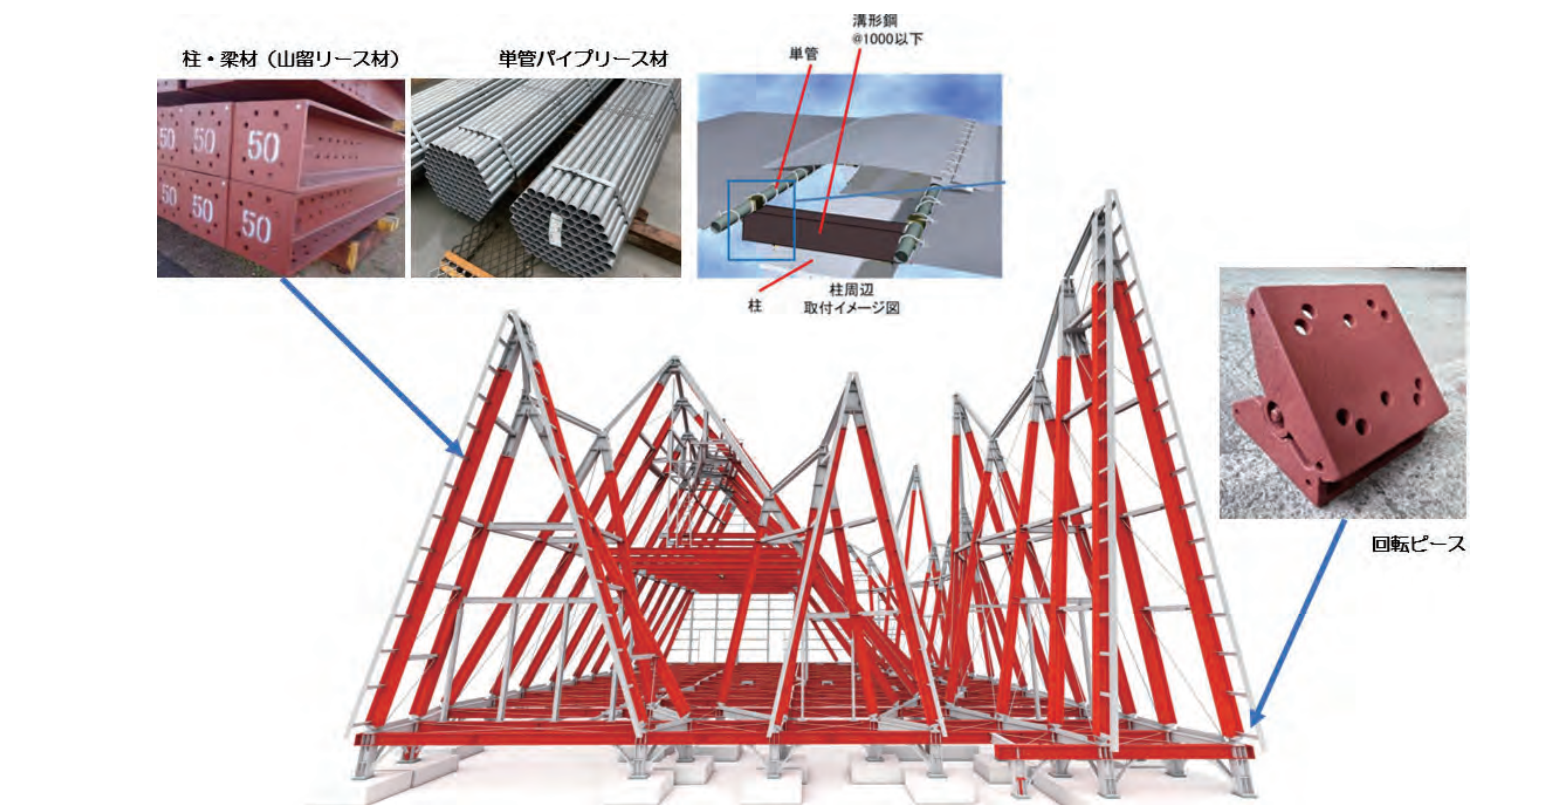 柱・梁材（山留リース材）
単管パイプリース材
溝形鋼
@1000以下
単管
50 50 50
50 50 50
柱
柱周辺
取付イメージ図
回転ピース